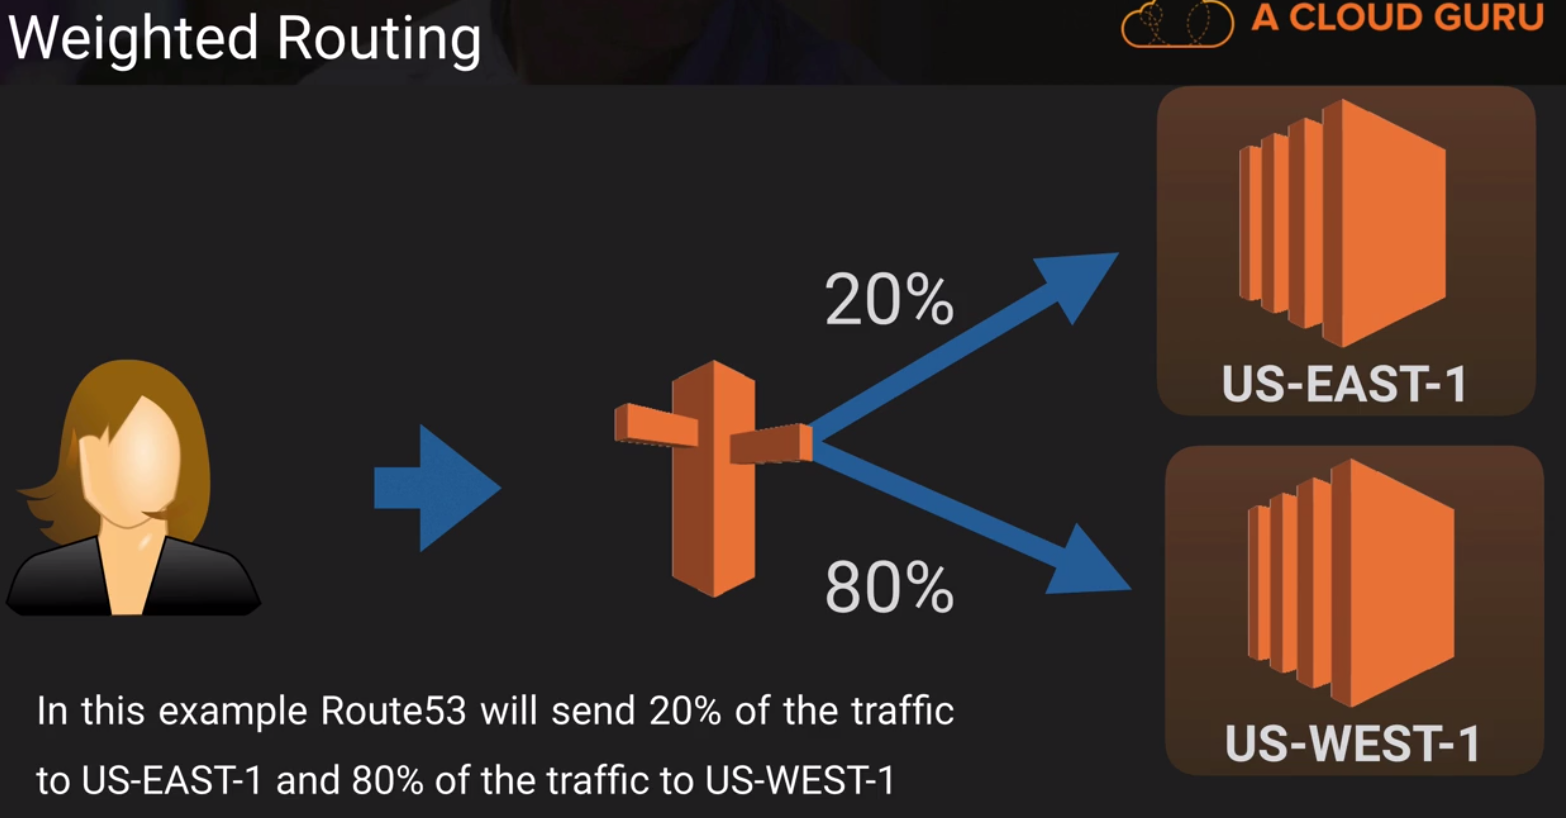 Weighted Routing
A CLOUD GURU
20%
US-EAST-1
80%
US-WEST-1
In this example Route53 will send 20% of the traffic
to US-EAST-1 and 80% of the traffic to US-WEST-1